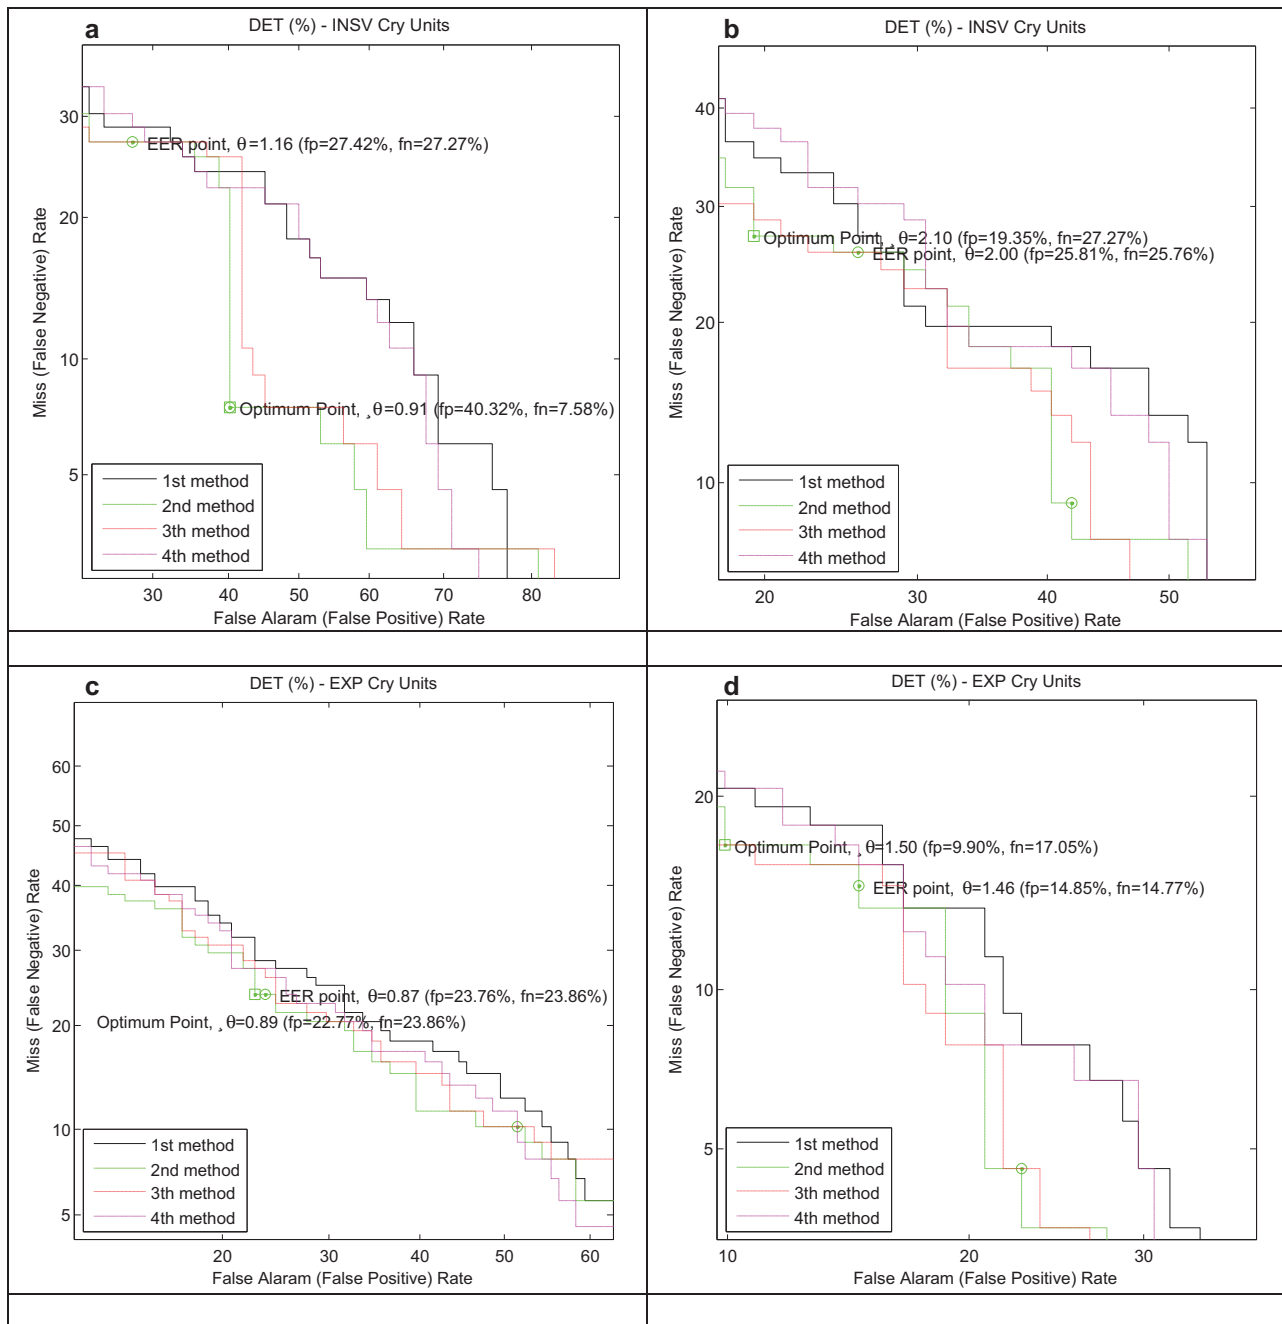 a
DET (%) - INSV Cry Units
30
20
10
5
Miss (False Negative) Rate
EER point, θ=1.16 (fp=27.42%, fn=27.27%)
Optimum Point, ¸θ=0.91 (fp=40.32%, fn=7.58%)
1st method
2nd method
3th method
4th method
30 40 50 60 70 80
False Alaram (False Positive) Rate
b
DET (%) - INSV Cry Units
40
30
20
10
Miss (False Negative) Rate
Optimum Point, ¸θ=2.10 (fp=19.35%, fn=27.27%)
EER point, θ=2.00 (fp=25.81%, fn=25.76%)
1st method
2nd method
3th method
4th method
20 30 40 50
False Alaram (False Positive) Rate
c
DET (%) - EXP Cry Units
60
50
40
30
20
10
5
Miss (False Negative) Rate
EER point, θ=0.87 (fp=23.76%, fn=23.86%)
Optimum Point, ¸θ=0.89 (fp=22.77%, fn=23.86%)
1st method
2nd method
3th method
4th method
20 30 40 50 60
False Alaram (False Positive) Rate
d
DET (%) - EXP Cry Units
20
10
5
Miss (False Negative) Rate
Optimum Point, ¸θ=1.50 (fp=9.90%, fn=17.05%)
EER point, θ=1.46 (fp=14.85%, fn=14.77%)
1st method
2nd method
3th method
4th method
10 20 30
False Alaram (False Positive) Rate